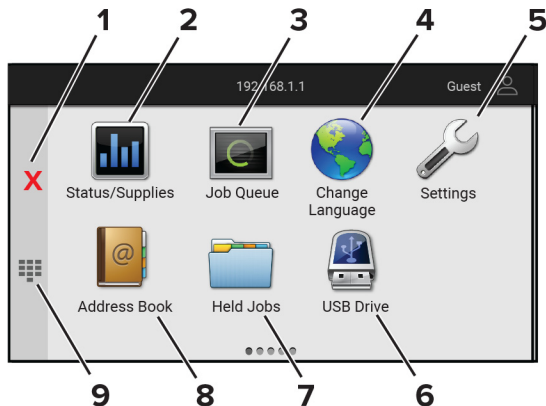 1 2 3 4 5
192.168.1.1 Guest
X
Status/Supplies Job Queue Change Language Settings
@
Address Book Held Jobs USB Drive
9 8 7 6